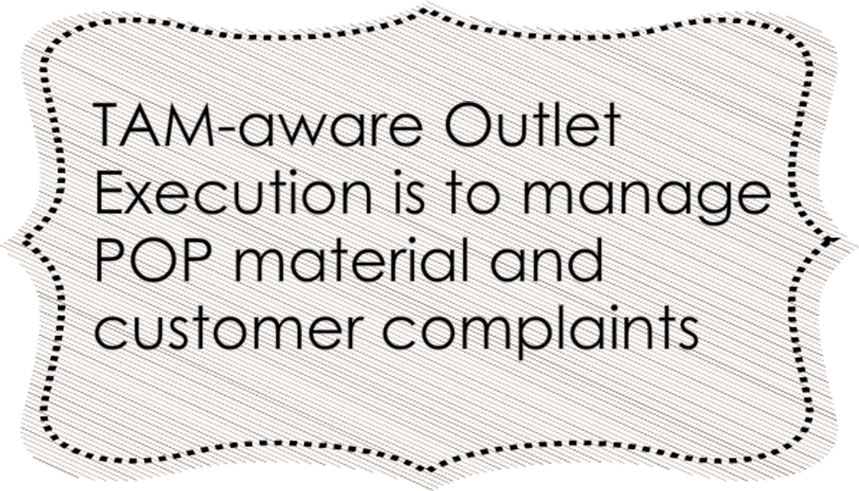 TAM-aware Outlet
Execution is to manage
POP material and
customer complaints